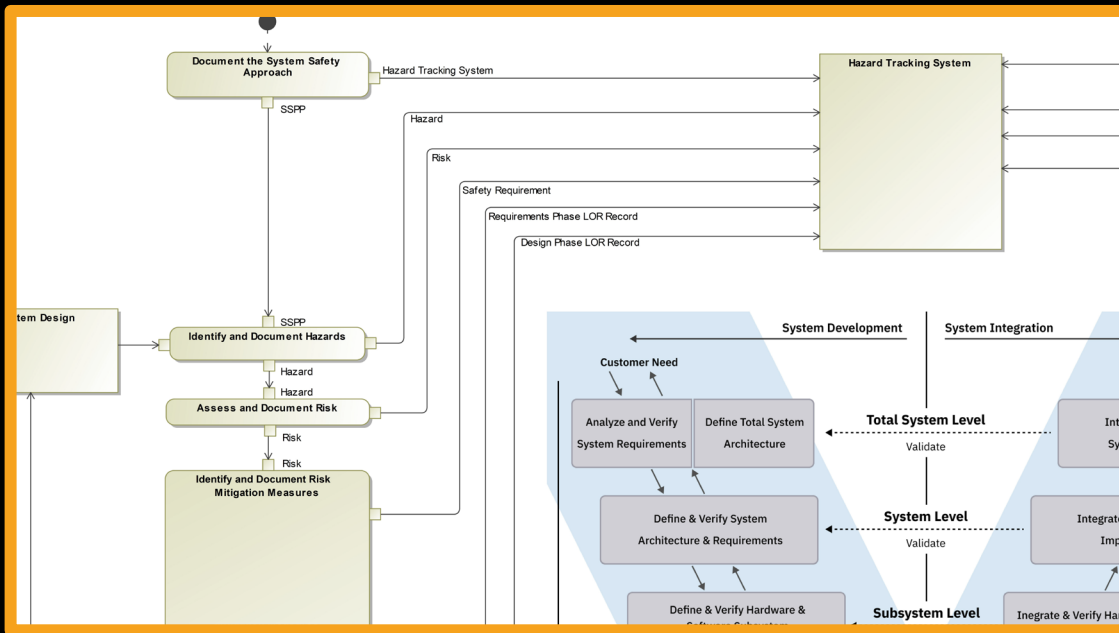 Document the System Safety
Approach
Hazard Tracking System
Hazard Tracking System
SSPP
Hazard
Risk
Safety Requirement
Requirements Phase LOR Record
Design Phase LOR Record
tem Design
SSPP
Identify and Document Hazards
Hazard
Hazard
Assess and Document Risk
Risk
Risk
Identify and Document Risk
Mitigation Measures
System Development
System Integration
Customer Need
Analyze and Verify
System Requirements
Define Total System
Architecture
Total System Level
Validate
Define & Verify System
Architecture & Requirements
System Level
Validate
Integrate
Imp
Define & Verify Hardware &
Subsystem Level
Inegrate & Verify Har